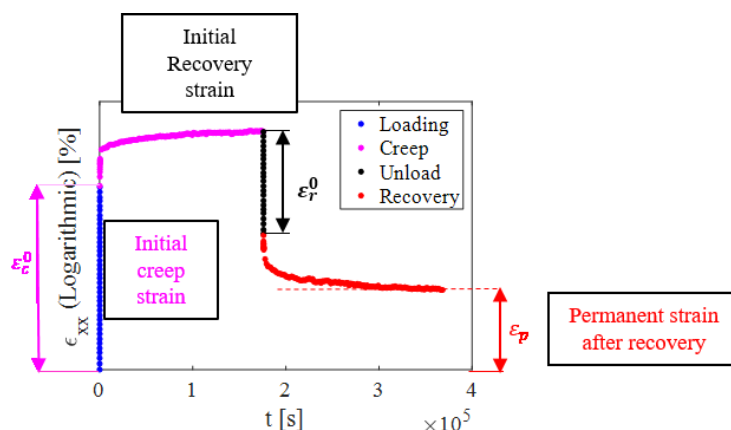 Initial
Recovery
strain
Loading
Creep
Unload
Recovery
ε_r^0
ε_c^0
Initial
creep
strain
ϵ_xx (Logarithmic) [%]
ε_p
Permanent strain
after recovery
0 1 2 3 4
t [s] ×10^5